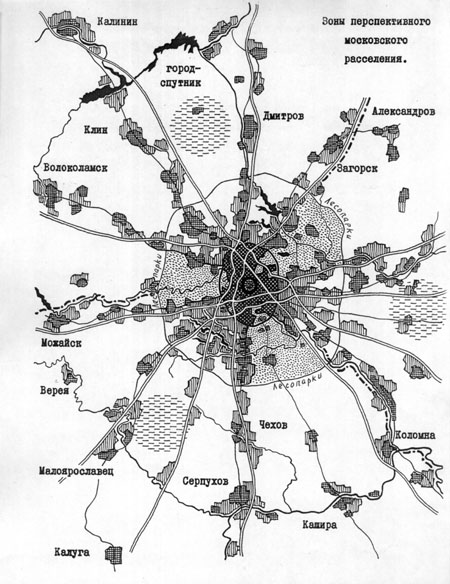 Зоны перспективного
московского
расселения.
Калинин
город-
спутник
Клин
Дмитров
Александров
Загорск
Волоколамск
Лесопарки
Лесопарки
Можайск
Лесопарки
Верея
Чехов
Коломна
Малоярославец
Серпухов
Кашира
Калуга